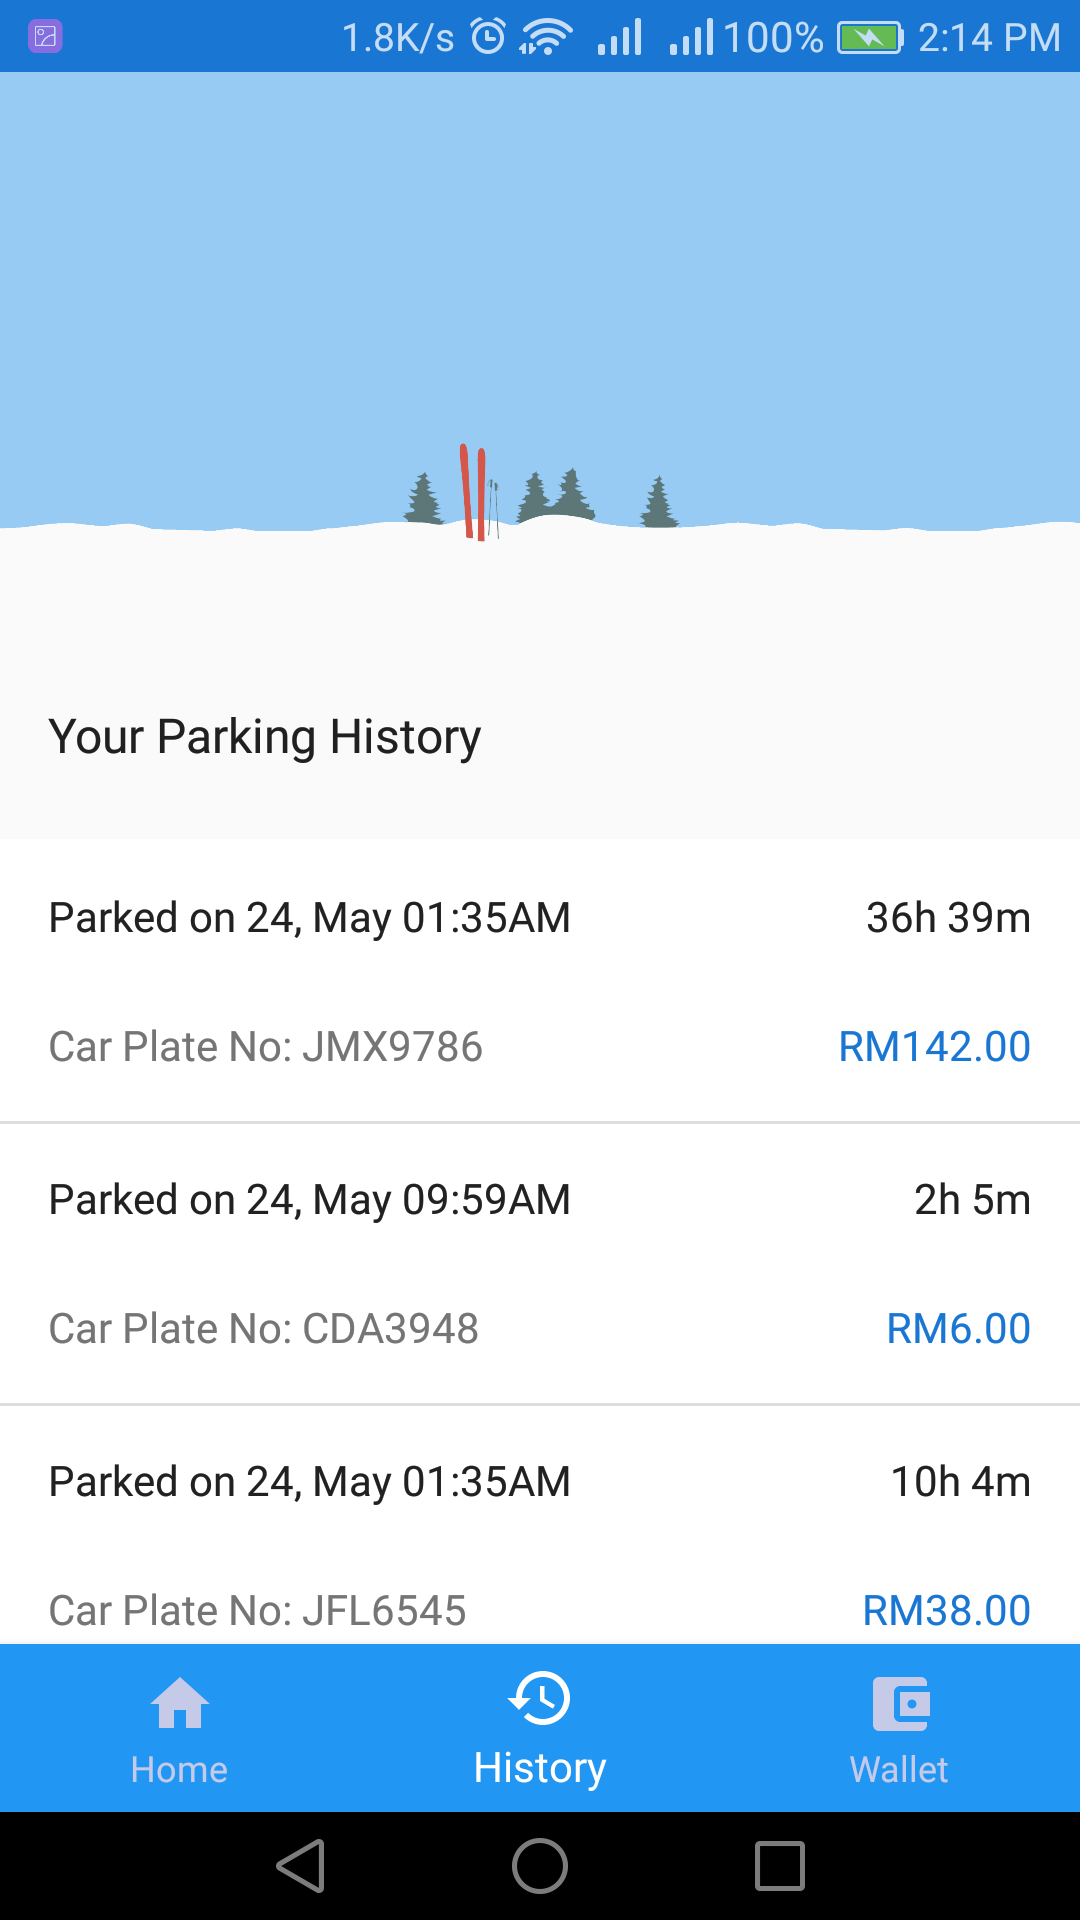 1.8K/s 100% 2:14 PM
Your Parking History
Parked on 24, May 01:35AM 36h 39m
Car Plate No: JMX9786 RM142.00
Parked on 24, May 09:59AM 2h 5m
Car Plate No: CDA3948 RM6.00
Parked on 24, May 01:35AM 10h 4m
Car Plate No: JFL6545 RM38.00
Home History Wallet